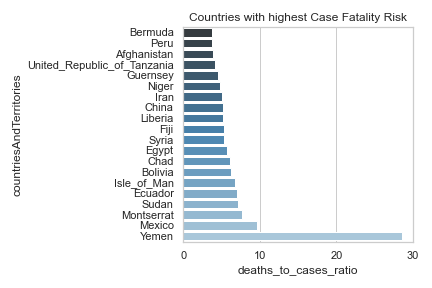 Countries with highest Case Fatality Risk
countriesAndTerritories
Bermuda
Peru
Afghanistan
United_Republic_of_Tanzania
Guernsey
Niger
Iran
China
Liberia
Fiji
Syria
Egypt
Chad
Bolivia
Isle_of_Man
Ecuador
Sudan
Montserrat
Mexico
Yemen
0 10 20 30
deaths_to_cases_ratio